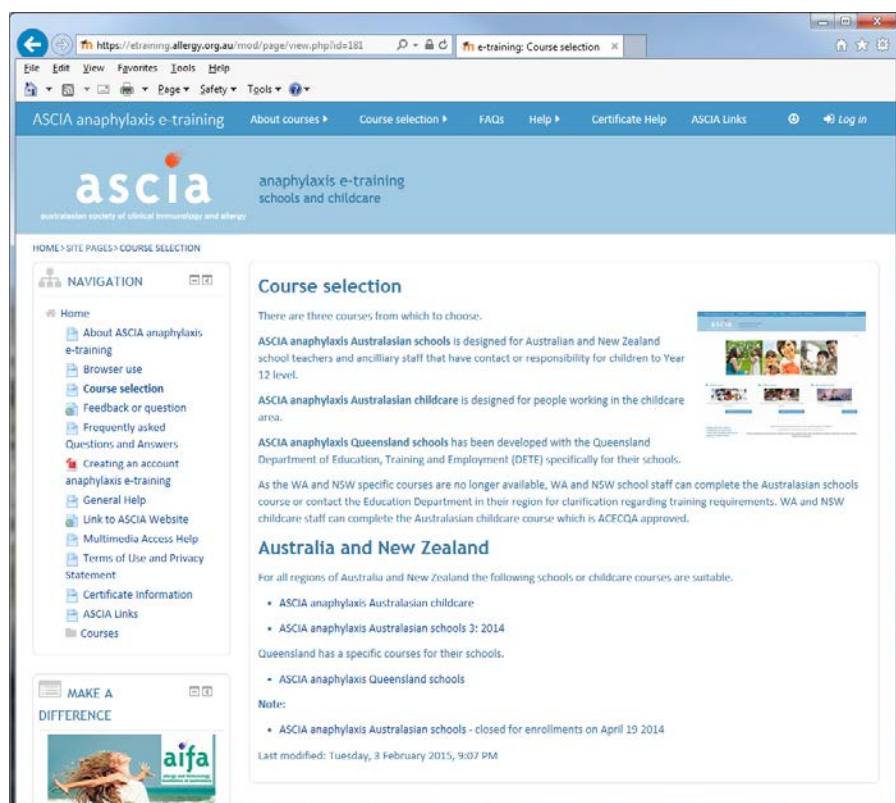 https://etraining.allergy.org.au/mod/page/view.php?id=181
e-training: Course selection
File Edit View Favorites Tools Help
Page Safety Tools
ASCIA anaphylaxis e-training About courses Course selection FAQs Help Certificate Help ASCIA Links Log in
ascia
australasian society of clinical immunology and allergy
anaphylaxis e-training
schools and childcare
HOME > SITE PAGES > COURSE SELECTION
NAVIGATION
Home
About ASCIA anaphylaxis
e-training
Browser use
Course selection
Feedback or question
Frequently asked
Questions and Answers
Creating an account
anaphylaxis e-training
General Help
Link to ASCIA Website
Multimedia Access Help
Terms of Use and Privacy
Statement
Certificate Information
ASCIA Links
Courses
MAKE A
DIFFERENCE
aifa
allergy and immunology
foundation of australasia
Course selection
There are three courses from which to choose.
ASCIA anaphylaxis Australasian schools is designed for Australian and New Zealand
school teachers and ancilliary staff that have contact or responsibility for children to Year
12 level.
ASCIA anaphylaxis Australasian childcare is designed for people working in the childcare
area.
ASCIA anaphylaxis Queensland schools has been developed with the Queensland
Department of Education, Training and Employment (DETE) specifically for their schools.
As the WA and NSW specific courses are no longer available, WA and NSW school staff can complete the Australasian schools
course or contact the Education Department in their region for clarification regarding training requirements. WA and NSW
childcare staff can complete the Australasian childcare course which is ACECQA approved.
Australia and New Zealand
For all regions of Australia and New Zealand the following schools or childcare courses are suitable.
• ASCIA anaphylaxis Australasian childcare
• ASCIA anaphylaxis Australasian schools 3: 2014
Queensland has a specific courses for their schools.
• ASCIA anaphylaxis Queensland schools
Note:
• ASCIA anaphylaxis Australasian schools - closed for enrollments on April 19 2014
Last modified: Tuesday, 3 February 2015, 9:07 PM